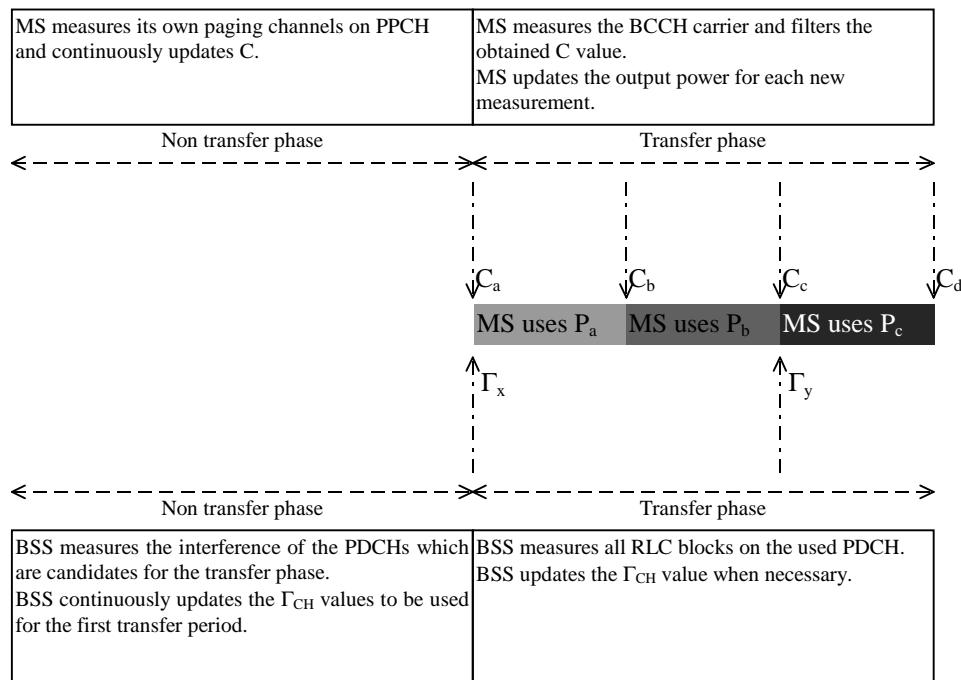 MS measures its own paging channels on PPCH
and continuously updates C.
MS measures the BCCH carrier and filters the
obtained C value.
MS updates the output power for each new
measurement.
Non transfer phase
Transfer phase
Ca
Cb
Cc
Cd
MS uses Pa
MS uses Pb
MS uses Pc
Γx
Γy
Non transfer phase
Transfer phase
BSS measures the interference of the PDCHs which
are candidates for the transfer phase.
BSS continuously updates the ΓCH values to be used
for the first transfer period.
BSS measures all RLC blocks on the used PDCH.
BSS updates the ΓCH value when necessary.